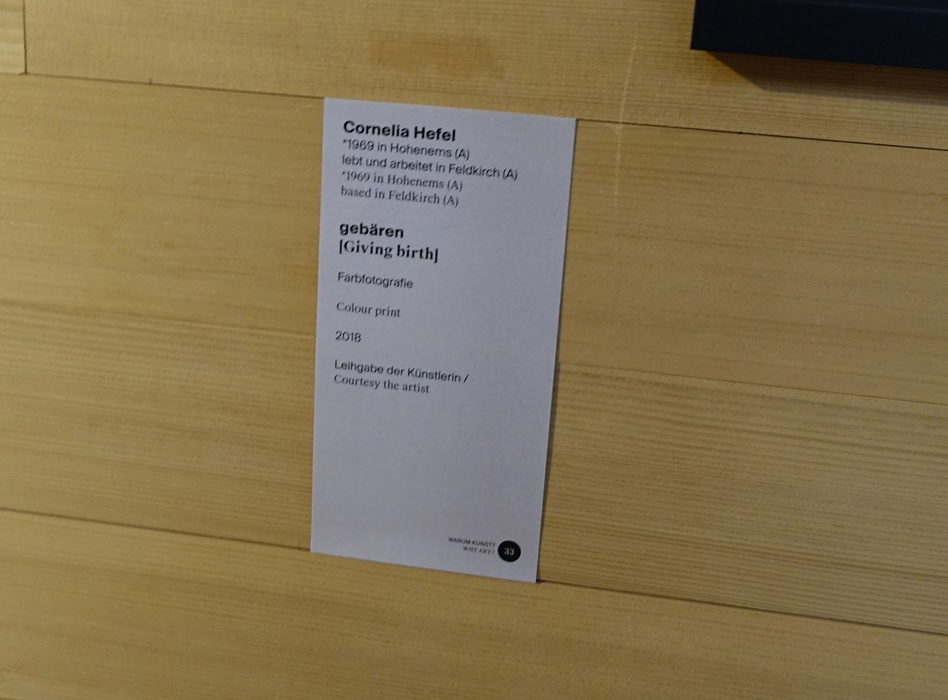 Cornelia Hefel
*1969 in Hohenems (A)
lebt und arbeitet in Feldkirch (A)
*1969 in Hohenems (A)
based in Feldkirch (A)
gebären
[Giving birth]
Farbfotografie
Colour print
2018
Leihgabe der Künstlerin /
Courtesy the artist
WARUM KUNST?
WHY ART?
33